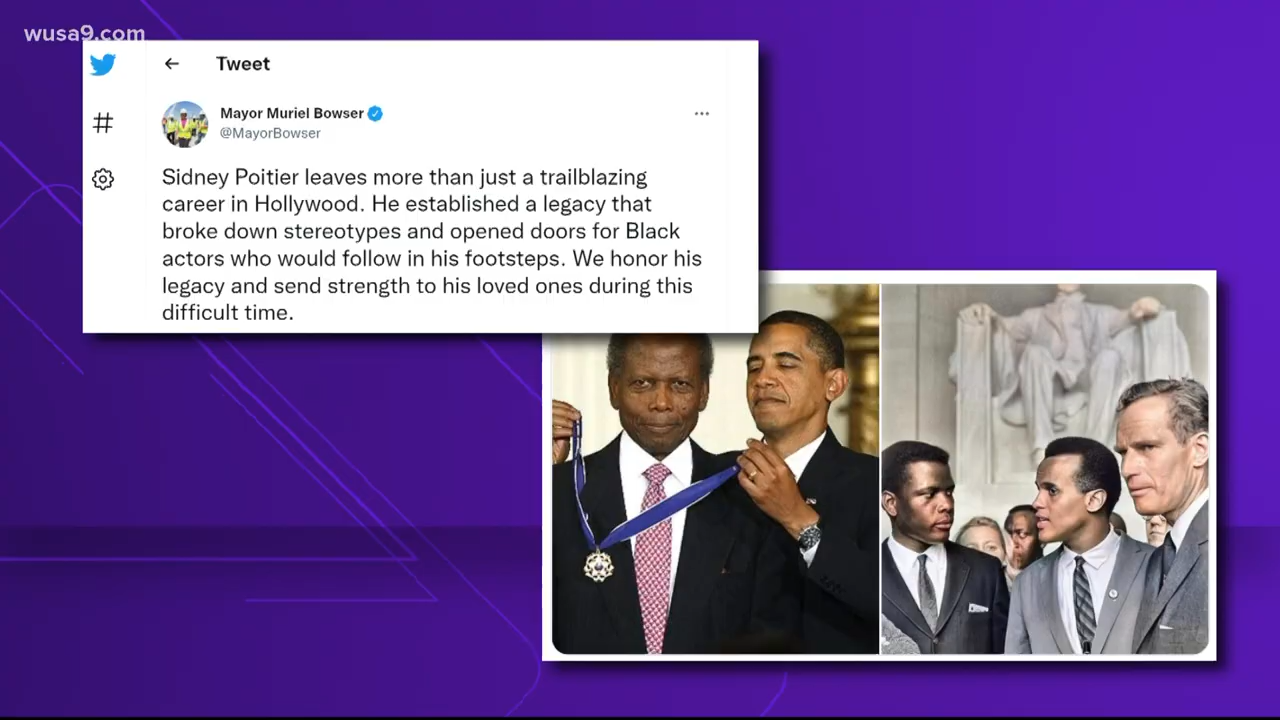 wusa9.com
Tweet
Mayor Muriel Bowser
@MayorBowser
Sidney Poitier leaves more than just a trailblazing
career in Hollywood. He established a legacy that
broke down stereotypes and opened doors for Black
actors who would follow in his footsteps. We honor his
legacy and send strength to his loved ones during this
difficult time.